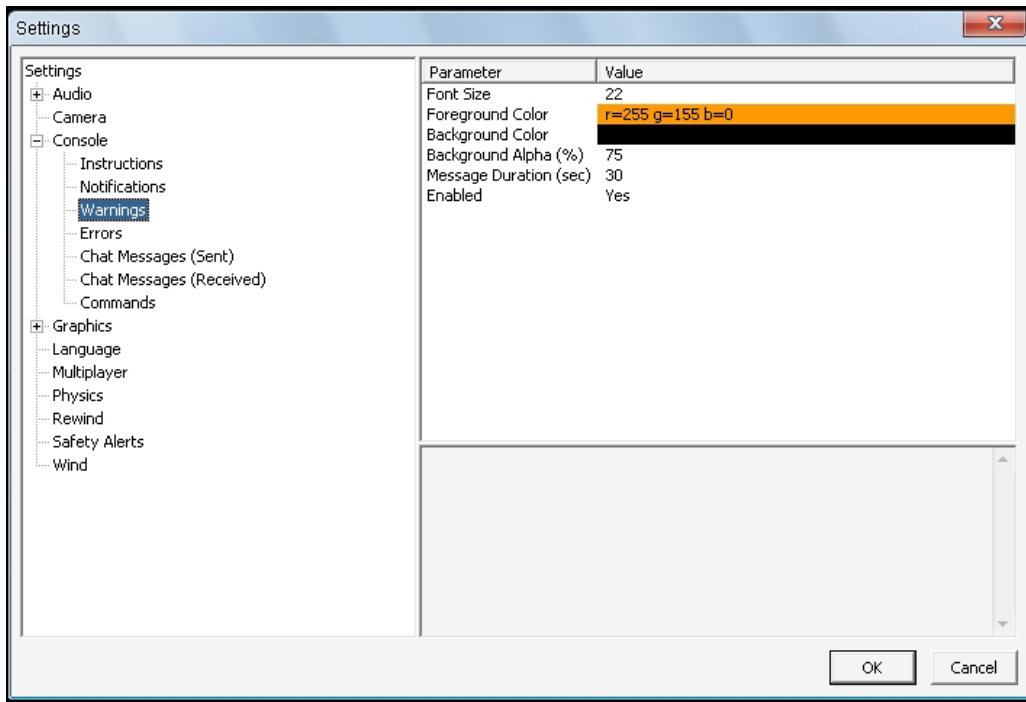 Settings
Settings
Audio
Camera
Console
Instructions
Notifications
Warnings
Errors
Chat Messages (Sent)
Chat Messages (Received)
Commands
Graphics
Language
Multiplayer
Physics
Rewind
Safety Alerts
Wind
Parameter Value
Font Size 22
Foreground Color r=255 g=155 b=0
Background Color
Background Alpha (%) 75
Message Duration (sec) 30
Enabled Yes
OK Cancel